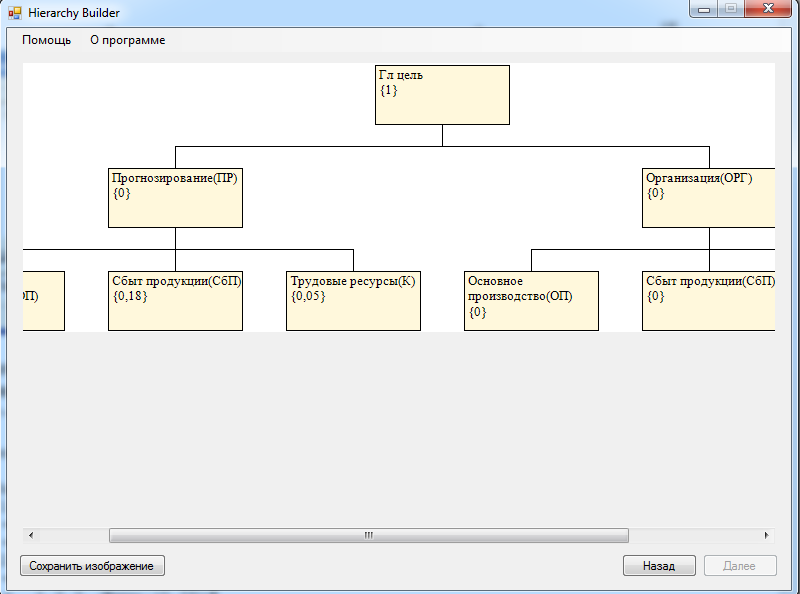 Hierarchy Builder
Помощь О программе
Гл цель
{1}
Прогнозирование(ПР)
{0}
Организация(ОРГ)
{0}
ОП)
Сбыт продукции(СбП)
{0,18}
Трудовые ресурсы(К)
{0,05}
Основное
производство(ОП)
{0}
Сбыт продукции(СбП)
{0}
Сохранить изображение
Назад
Далее